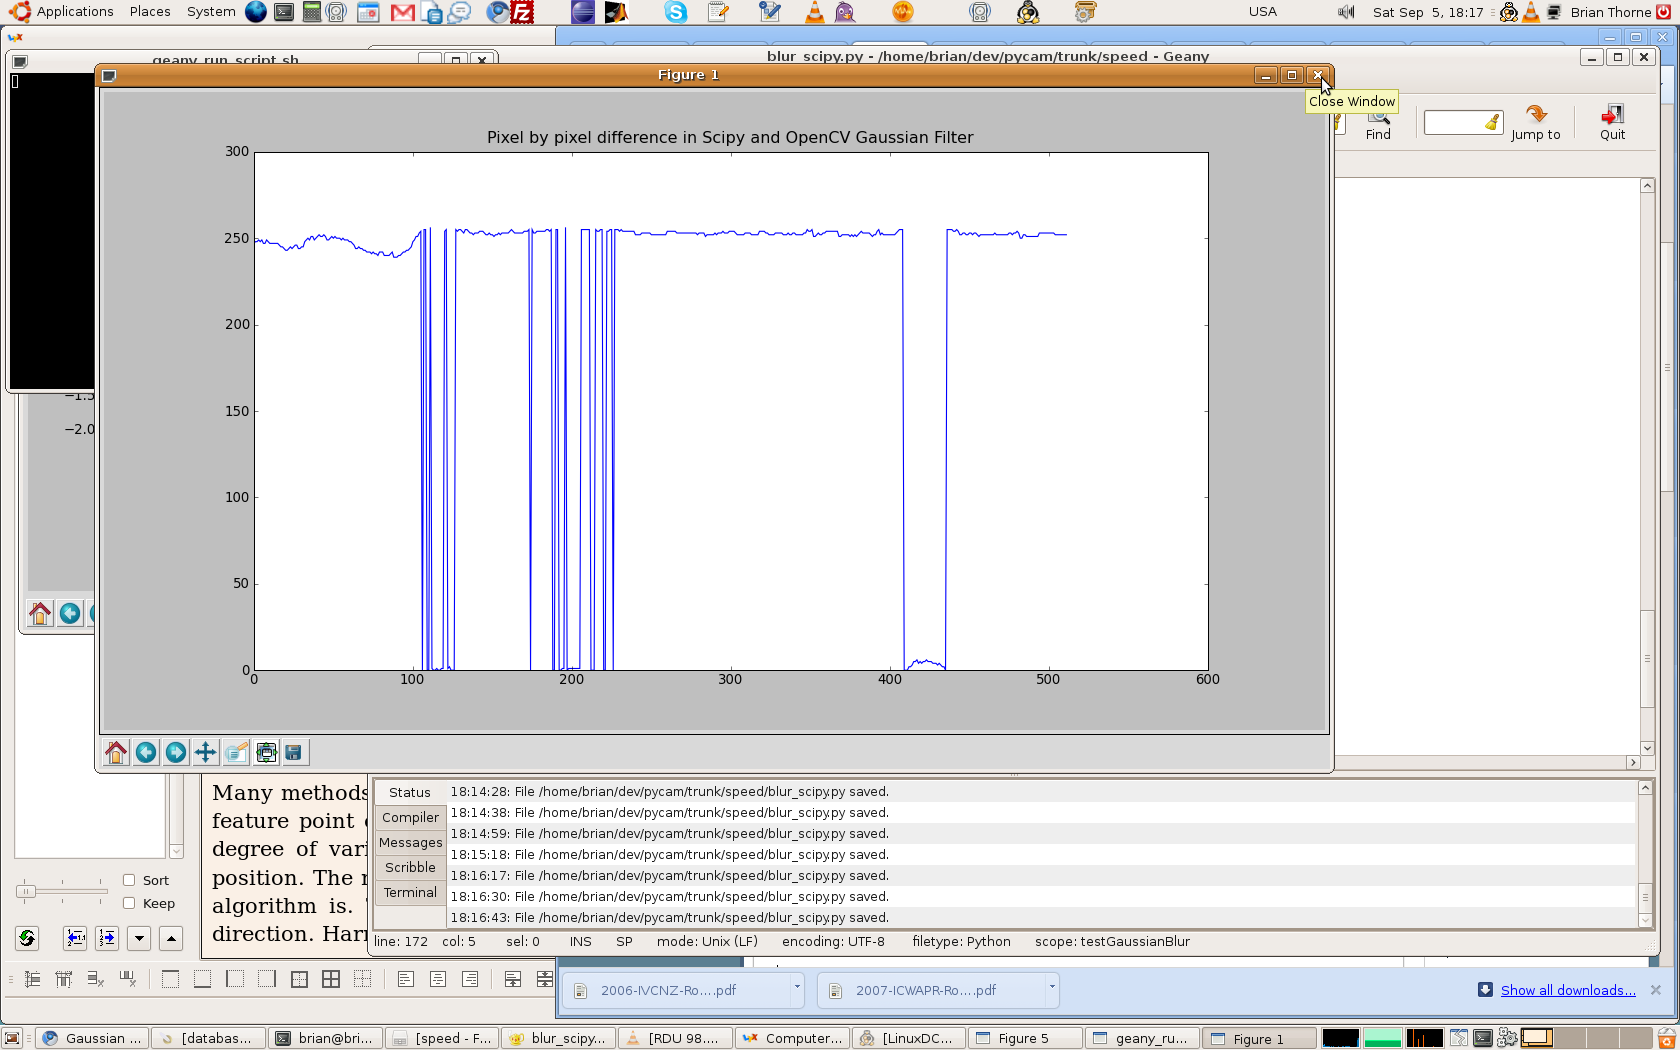 Applications Places System
USA
Sat Sep 5, 18:17
Brian Thorne
geany_run_script.sh
blur_scipy.py - /home/brian/dev/pycam/trunk/speed - Geany
Figure 1
Close Window
Find
Jump to
Quit
Pixel by pixel difference in Scipy and OpenCV Gaussian Filter
300
250
200
150
100
50
0
0 100 200 300 400 500 600
−2.0
Many methods
feature point
degree of vari
position. The
algorithm is.
direction. Harr
Sort
Keep
Status
Compiler
Messages
Scribble
Terminal
18:14:28: File /home/brian/dev/pycam/trunk/speed/blur_scipy.py saved.
18:14:38: File /home/brian/dev/pycam/trunk/speed/blur_scipy.py saved.
18:14:59: File /home/brian/dev/pycam/trunk/speed/blur_scipy.py saved.
18:15:18: File /home/brian/dev/pycam/trunk/speed/blur_scipy.py saved.
18:16:17: File /home/brian/dev/pycam/trunk/speed/blur_scipy.py saved.
18:16:30: File /home/brian/dev/pycam/trunk/speed/blur_scipy.py saved.
18:16:43: File /home/brian/dev/pycam/trunk/speed/blur_scipy.py saved.
line: 172 col: 5 sel: 0 INS SP mode: Unix (LF) encoding: UTF-8 filetype: Python scope: testGaussianBlur
2006-IVCNZ-Ro....pdf
2007-ICWAPR-Ro....pdf
Show all downloads...
Gaussian ...
[databas...
brian@bri...
[speed - F...
blur_scipy...
[RDU 98....
Computer...
[LinuxDC...
Figure 5
geany_ru...
Figure 1